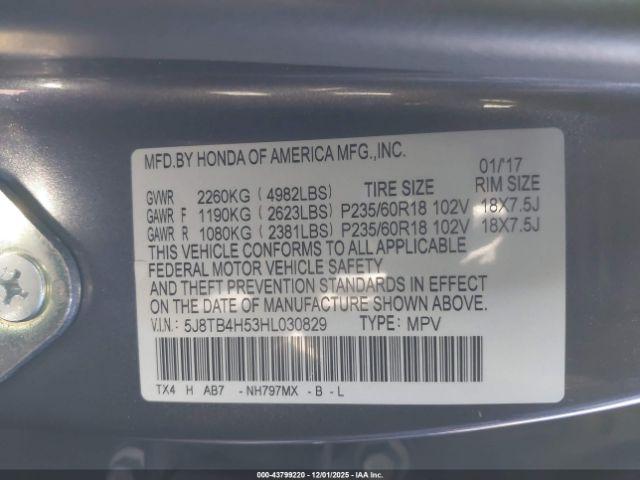 MFD.BY HONDA OF AMERICA MFG.,INC.
01/'17
GVWR 2260KG (4982LBS) TIRE SIZE RIM SIZE
GAWR F 1190KG (2623LBS) P235/60R18 102V 18X7.5J
GAWR R 1080KG (2381LBS) P235/60R18 102V 18X7.5J
THIS VEHICLE CONFORMS TO ALL APPLICABLE
FEDERAL MOTOR VEHICLE SAFETY
AND THEFT PREVENTION STANDARDS IN EFFECT
ON THE DATE OF MANUFACTURE SHOWN ABOVE.
V.I.N.: 5J8TB4H53HL030829 TYPE: MPV
TX4 H AB7 -NH797MX -B -L
000-43799220 - 12/01/2025 - IAA Inc.